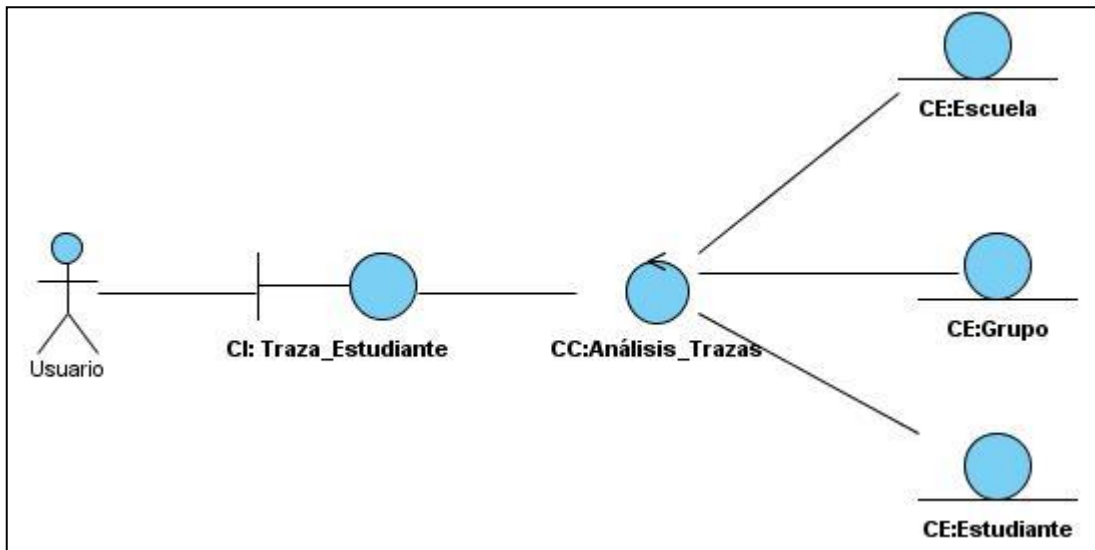 CE:Escuela
Usuario
CI: Traza_Estudiante
CC:Análisis_Trazas
CE:Grupo
CE:Estudiante